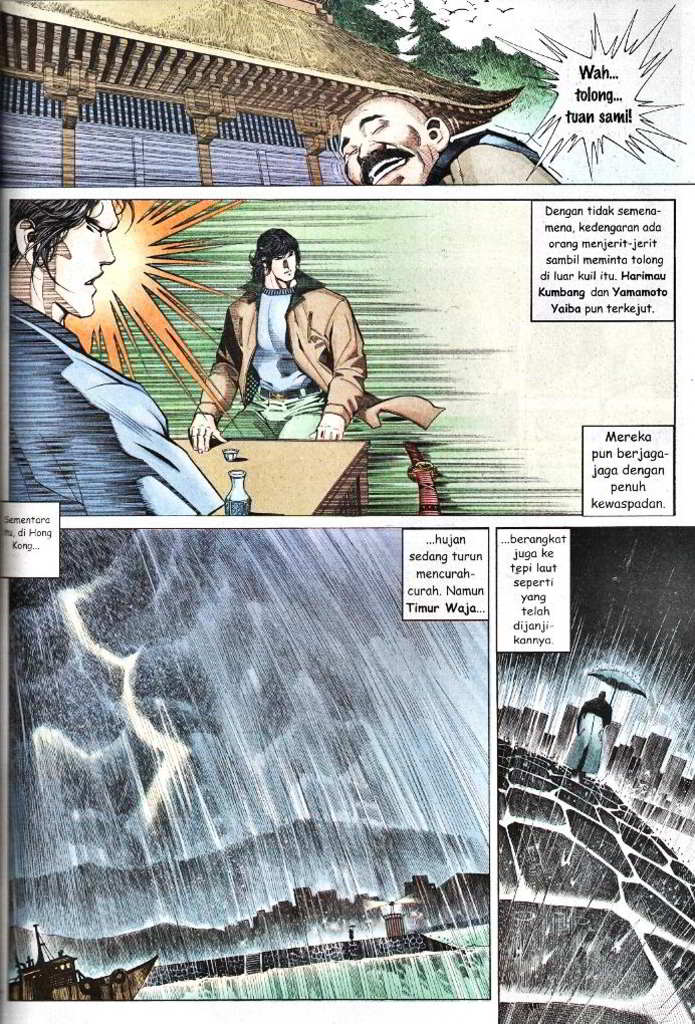 Wah...
tolong...
tuan sami!
Dengan tidak semena-
mena, kedengaran ada
orang menjerit-jerit
sambil meminta tolong
di luar kuil itu. Harimau
Kumbang dan Yamamoto
Yaiba pun terkejut.
Mereka
pun berjaga-
jaga dengan
penuh
kewaspadan.
Sementara
itu, di Hong
Kong...
...hujan
sedang turun
mencurah-
curah. Namun
Timur Waja...
...berangkat
juga ke
tepi laut
seperti
yang
telah
dijanji-
kannya.